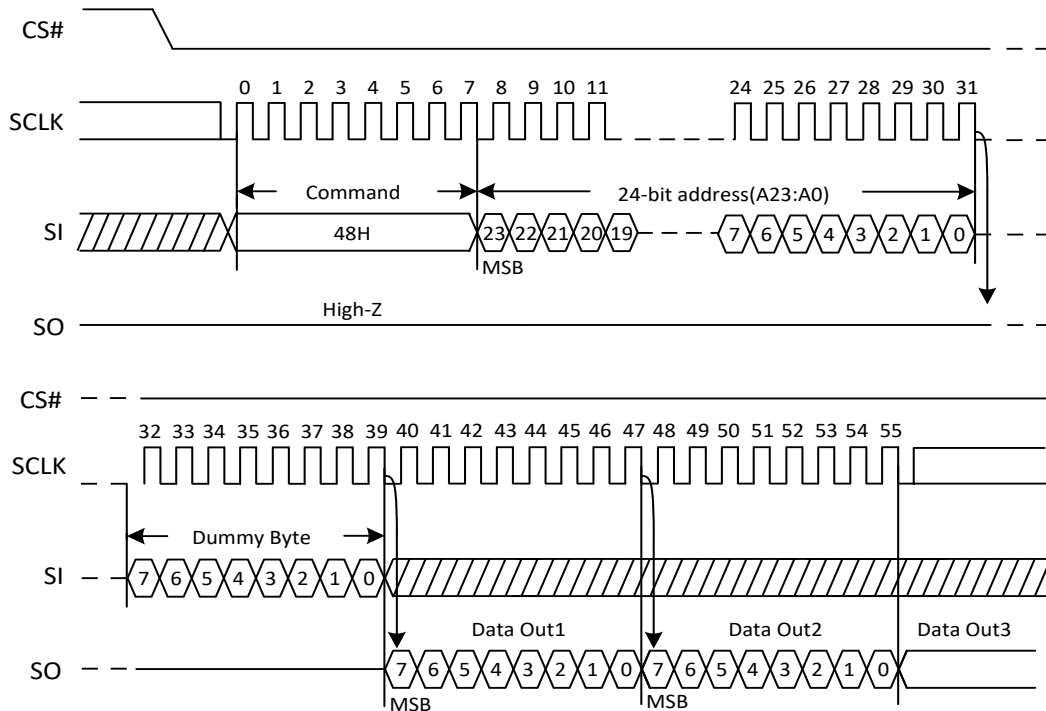 CS#
0 1 2 3 4 5 6 7 8 9 10 11 24 25 26 27 28 29 30 31
SCLK
Command 24-bit address(A23:A0)
SI 48H 23 22 21 20 19 7 6 5 4 3 2 1 0
MSB
High-Z
SO
CS#
32 33 34 35 36 37 38 39 40 41 42 43 44 45 46 47 48 49 50 51 52 53 54 55
SCLK
Dummy Byte
SI 7 6 5 4 3 2 1 0
Data Out1 Data Out2 Data Out3
SO 7 6 5 4 3 2 1 0 7 6 5 4 3 2 1 0
MSB MSB